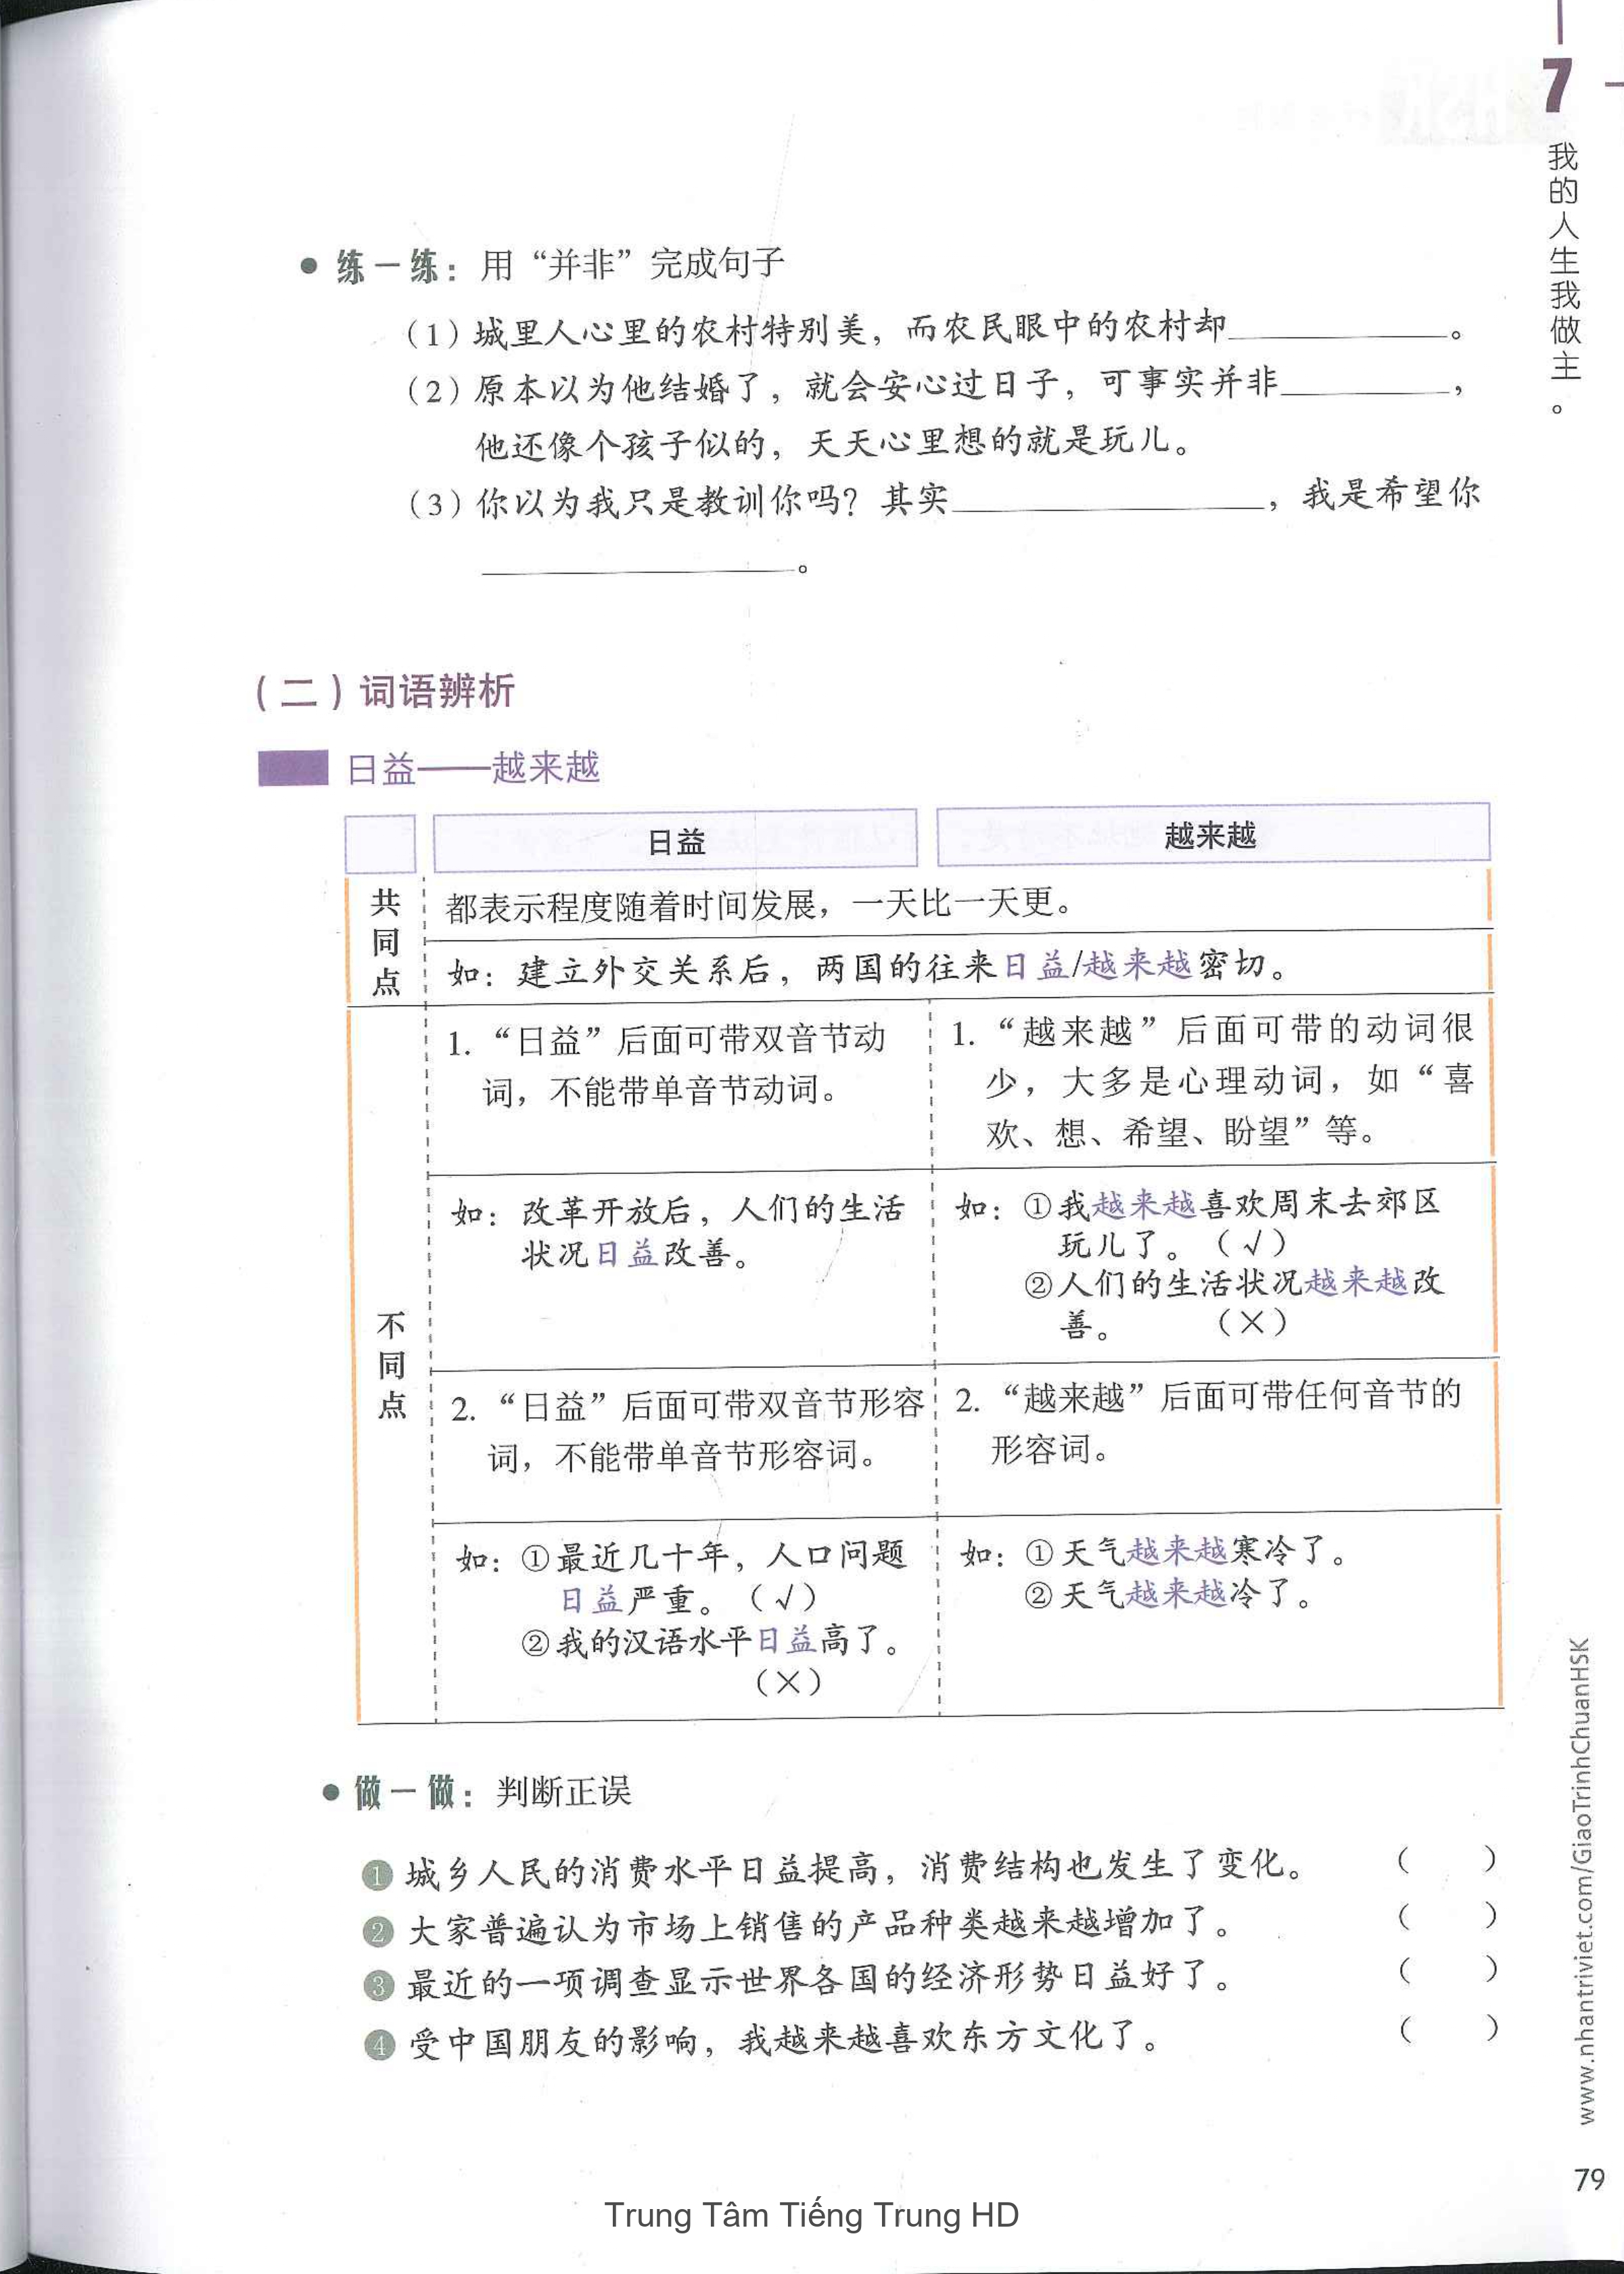 7
我的人生我做主。
● 练一练：用“并非”完成句子
（1）城里人心里的农村特别美，而农民眼中的农村却____________。
（2）原本以为他结婚了，就会安心过日子，可事实并非_________，
他还像个孩子似的，天天心里想的就是玩儿。
（3）你以为我只是教训你吗？其实________________，我是希望你
________________。
（二）词语辨析
日益——越来越
日益 越来越
共同点
都表示程度随着时间发展，一天比一天更。
如：建立外交关系后，两国的往来日益/越来越密切。
不同点
1. “日益”后面可带双音节动
词，不能带单音节动词。
1. “越来越”后面可带的动词很
少，大多是心理动词，如“喜
欢、想、希望、盼望”等。
如：改革开放后，人们的生活
状况日益改善。
如：①我越来越喜欢周末去郊区
玩儿了。（√）
②人们的生活状况越来越改
善。（×）
2. “日益”后面可带双音节形容
词，不能带单音节形容词。
2. “越来越”后面可带任何音节的
形容词。
如：①最近几十年，人口问题
日益严重。（√）
②我的汉语水平日益高了。
（×）
如：①天气越来越寒冷了。
②天气越来越冷了。
● 做一做：判断正误
1 城乡人民的消费水平日益提高，消费结构也发生了变化。（ ）
2 大家普遍认为市场上销售的产品种类越来越增加了。（ ）
3 最近的一项调查显示世界各国的经济形势日益好了。（ ）
4 受中国朋友的影响，我越来越喜欢东方文化了。（ ）
www.nhantriviet.com/GiaoTrinhChuanHSK
79
Trung Tâm Tiếng Trung HD